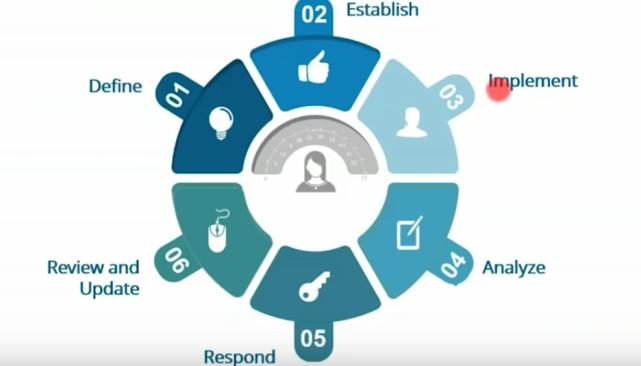 02
Establish
Define
01
03
Implement
06
Review and
Update
04
Analyze
05
Respond